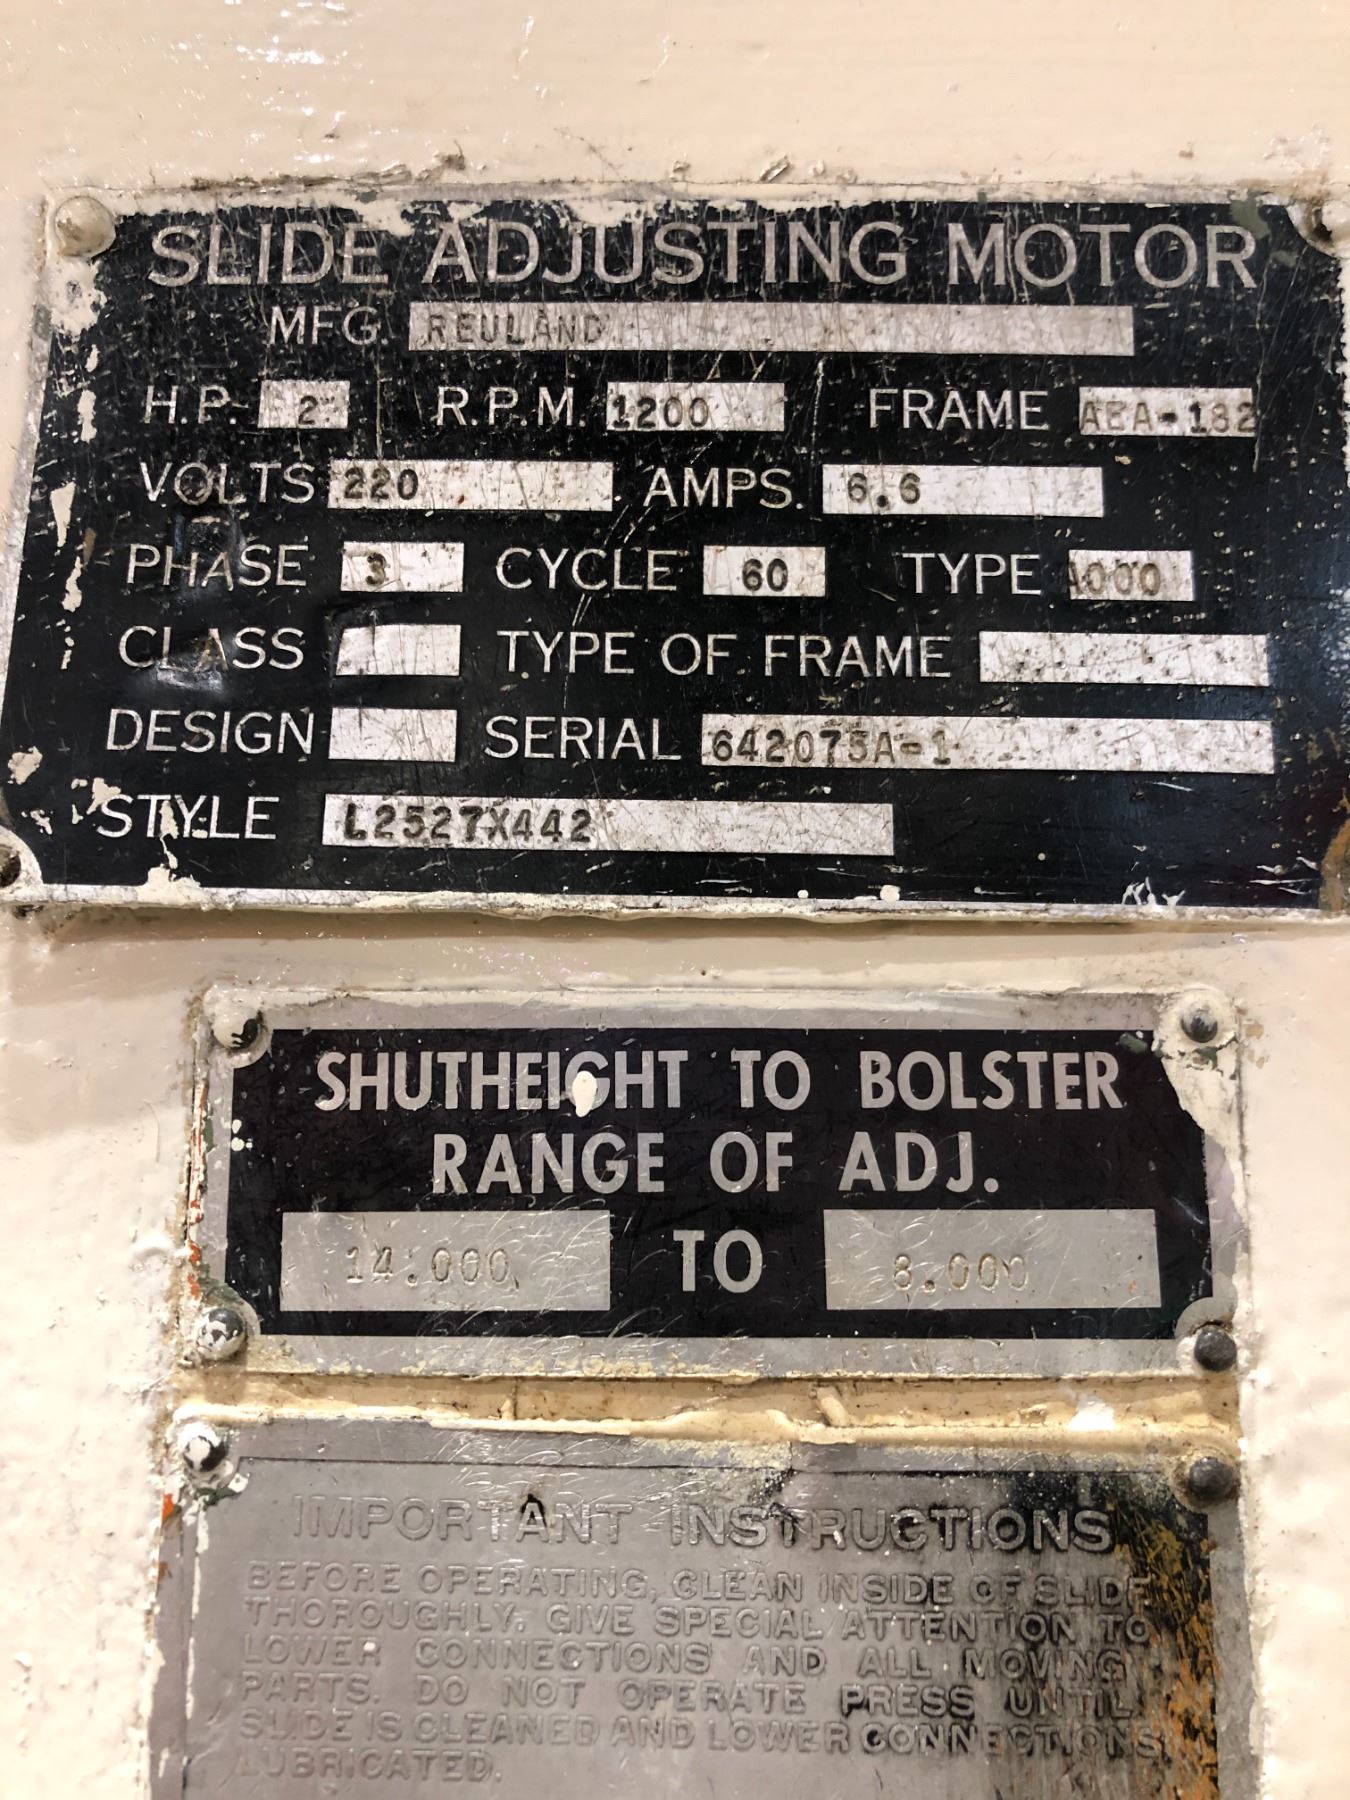 SLIDE ADJUSTING MOTOR
MFG. REULAND
H.P. 2 R.P.M. 1200 FRAME ABA-182
VOLTS 220 AMPS. 6.6
PHASE 3 CYCLE 60 TYPE 1000
CLASS TYPE OF FRAME
DESIGN SERIAL 642075A-1
STYLE L2527X442
SHUTHEIGHT TO BOLSTER
RANGE OF ADJ.
14.000 TO 8.000
IMPORTANT INSTRUCTIONS
BEFORE OPERATING, CLEAN INSIDE OF SLIDE
THOROUGHLY. GIVE SPECIAL ATTENTION TO
LOWER CONNECTIONS AND ALL MOVING
PARTS. DO NOT OPERATE PRESS UNTIL
SLIDE IS CLEANED AND LOWER CONNECTIONS
LUBRICATED.